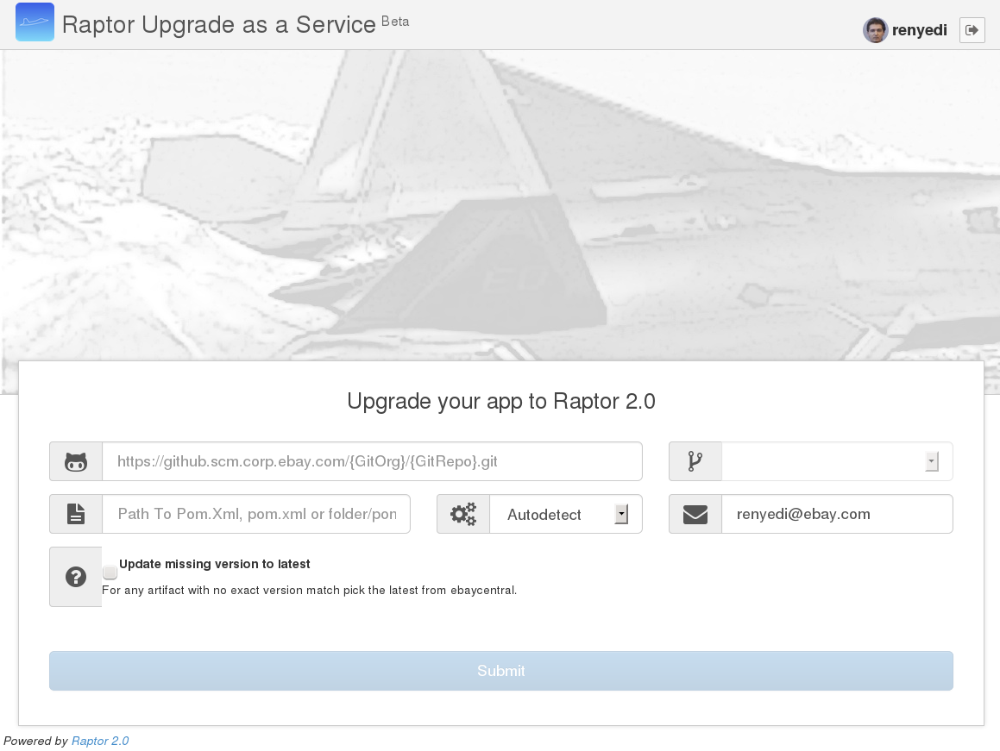 Raptor Upgrade as a Service Beta
renyedi
Upgrade your app to Raptor 2.0
https://github.scm.corp.ebay.com/{GitOrg}/{GitRepo}.git
Path To Pom.Xml, pom.xml or folder/pon
Autodetect
renyedi@ebay.com
Update missing version to latest
For any artifact with no exact version match pick the latest from ebaycentral.
Submit
Powered by Raptor 2.0